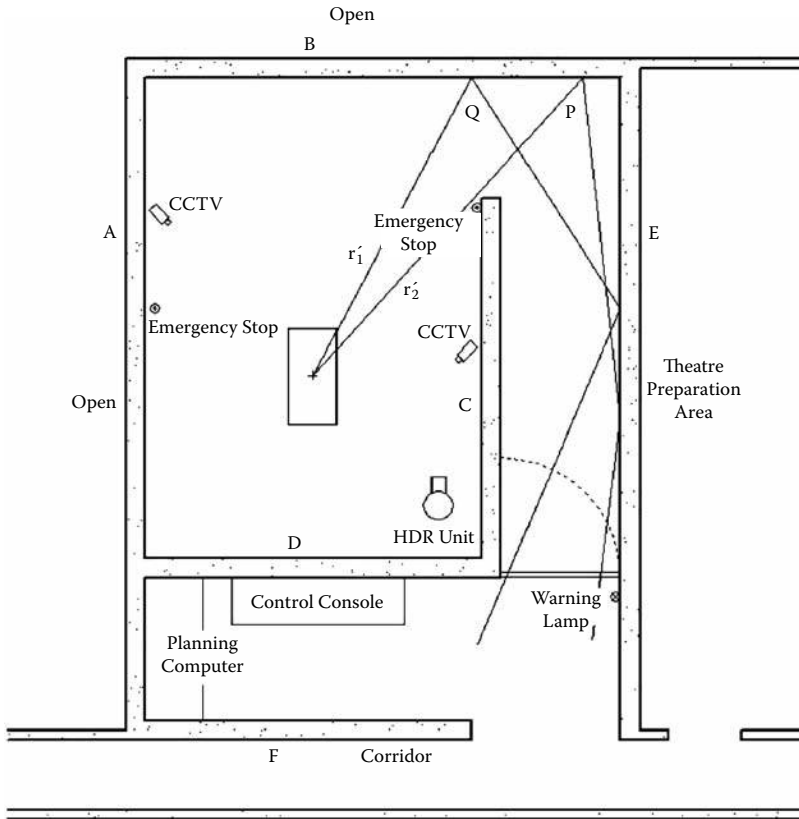 Open
B
Q
P
CCTV
A
Emergency
Stop
E
r′1
r′2
Emergency Stop
CCTV
Theatre
Preparation
Area
Open
C
HDR Unit
D
Control Console
Warning
Lamp
Planning
Computer
F
Corridor